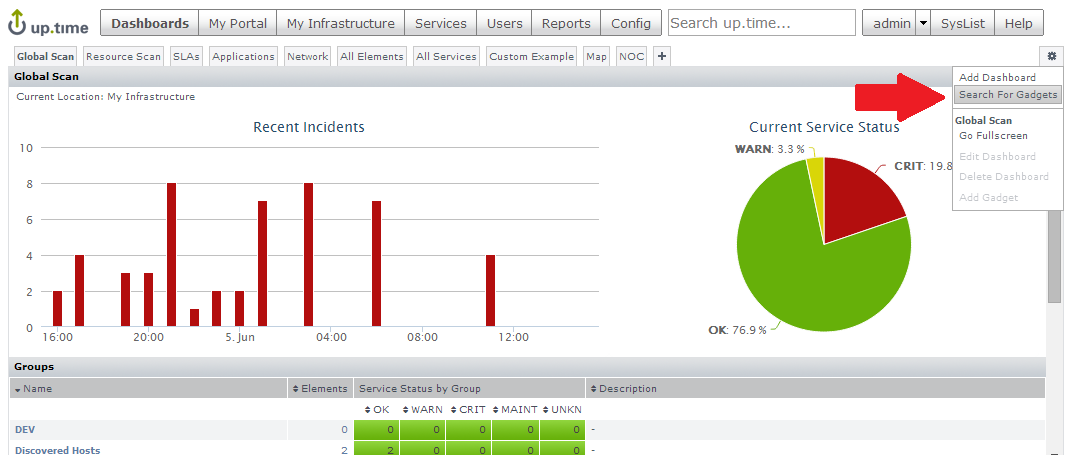 up.time
Dashboards My Portal My Infrastructure Services Users Reports Config Search up.time... admin SysList Help
Global Scan Resource Scan SLAs Applications Network All Elements All Services Custom Example Map NOC +
Global Scan
Current Location: My Infrastructure
Add Dashboard
Search For Gadgets
Global Scan
Go Fullscreen
Edit Dashboard
Delete Dashboard
Add Gadget
Recent Incidents
10
8
6
4
2
0
16:00 20:00 5. Jun 04:00 08:00 12:00
Current Service Status
WARN: 3.3 %
CRIT: 19.8
OK: 76.9 %
Groups
Name Elements Service Status by Group Description
OK WARN CRIT MAINT UNKN
DEV 0 0 0 0 0 0 -
Discovered Hosts 2 2 0 0 0 0 -